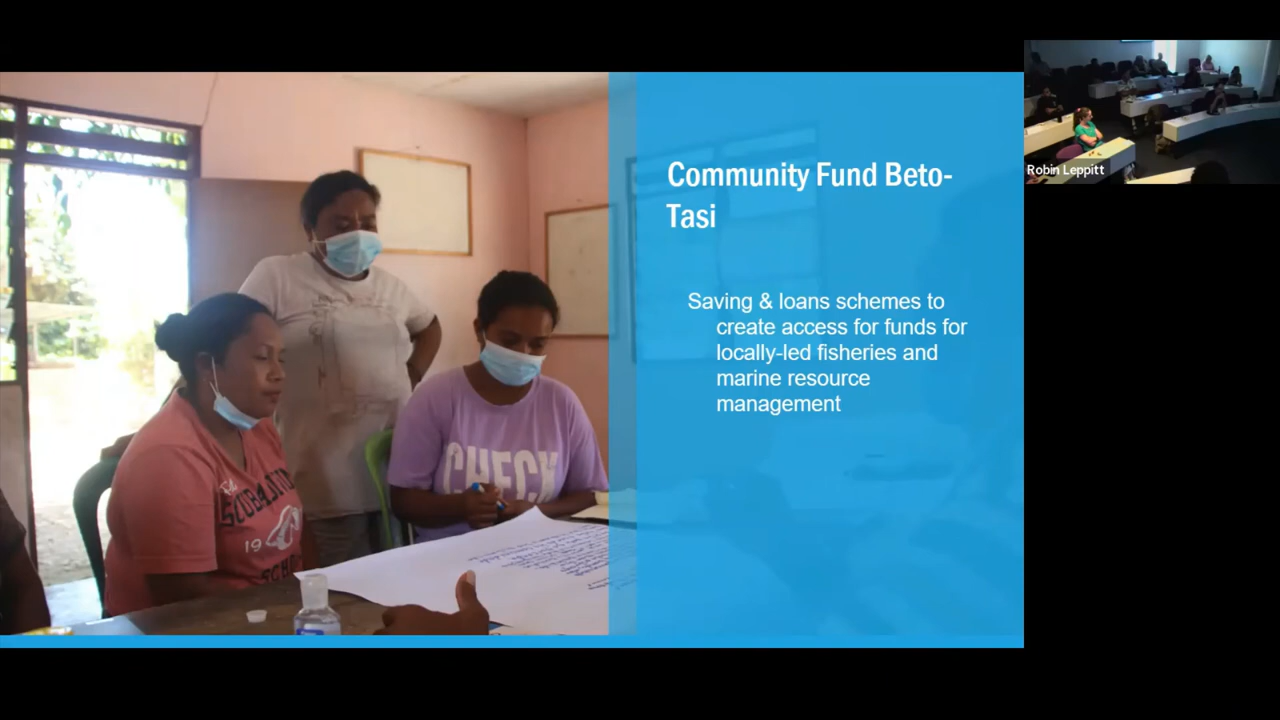 Community Fund Beto-
Tasi
Saving & loans schemes to
create access for funds for
locally-led fisheries and
marine resource
management
Robin Leppitt
CHECK
19